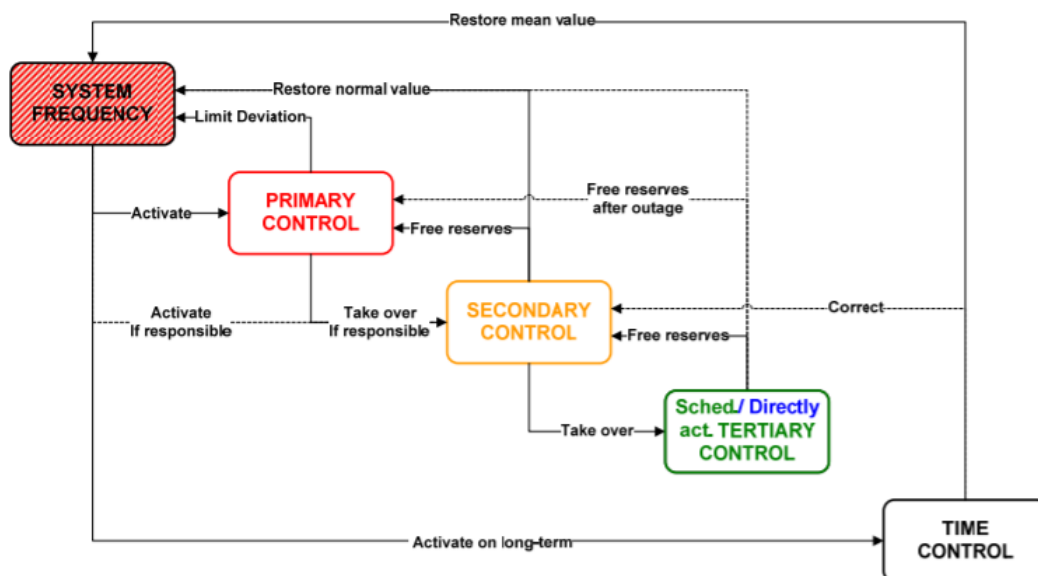 Restore mean value
SYSTEM
FREQUENCY
Restore normal value
Limit Deviation
PRIMARY
CONTROL
Free reserves
after outage
Activate
Free reserves
Activate
If responsible
Take over
If responsible
SECONDARY
CONTROL
Correct
Free reserves
Sched./ Directly
act. TERTIARY
CONTROL
Take over
TIME
CONTROL
Activate on long-term